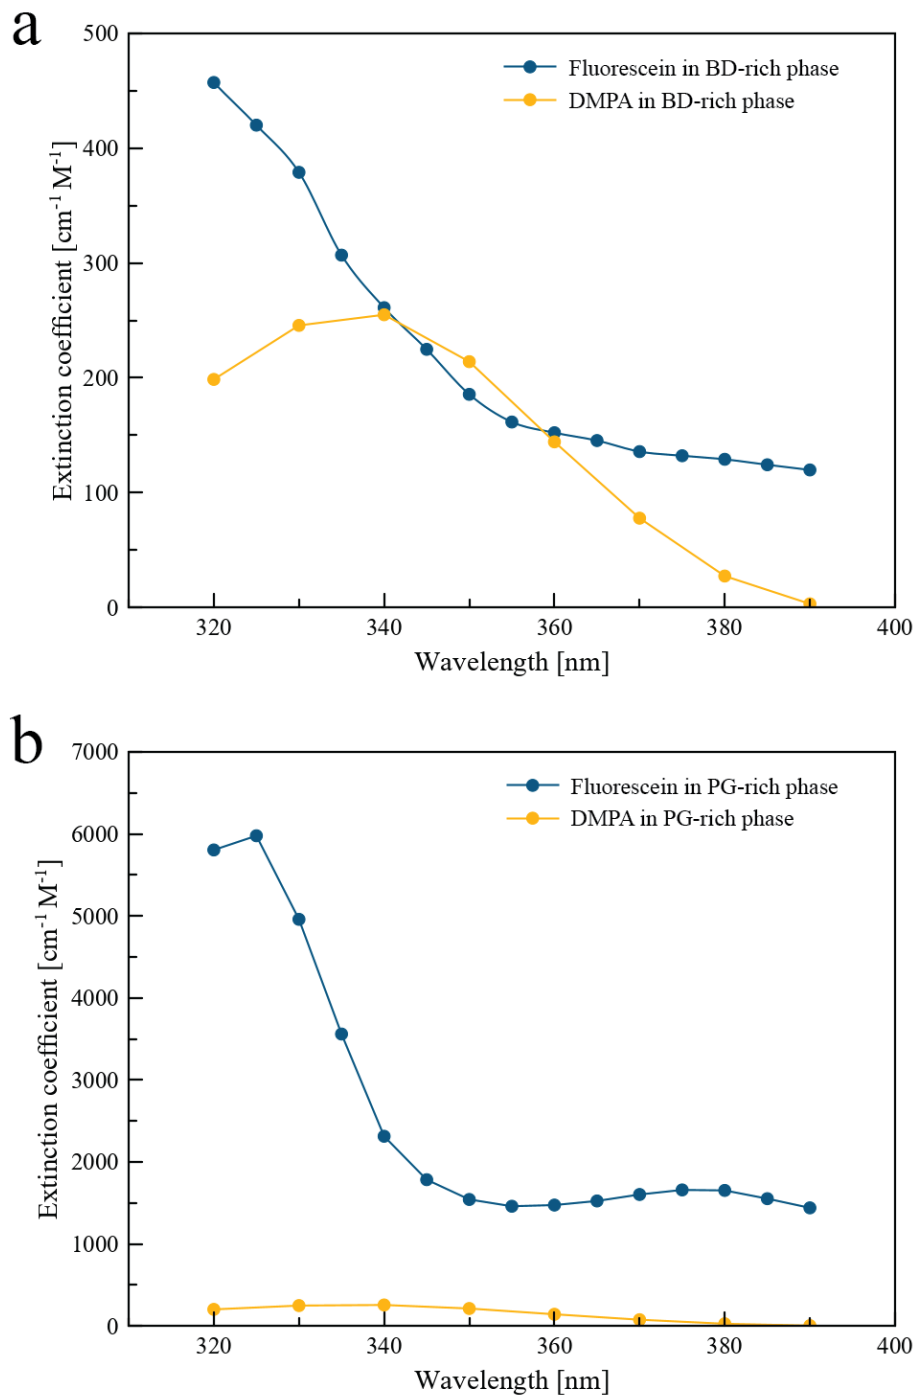 a
500
400
300
200
100
0
Extinction coefficient [cm⁻¹ M⁻¹]
Fluorescein in BD-rich phase
DMPA in BD-rich phase
320 340 360 380 400
Wavelength [nm]
b
7000
6000
5000
4000
3000
2000
1000
0
Extinction coefficient [cm⁻¹ M⁻¹]
Fluorescein in PG-rich phase
DMPA in PG-rich phase
320 340 360 380 400
Wavelength [nm]